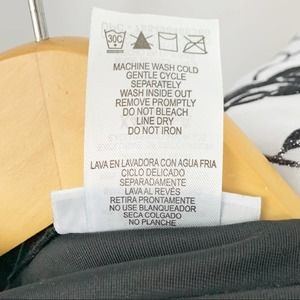 30C
MACHINE WASH COLD
GENTLE CYCLE
SEPARATELY
WASH INSIDE OUT
REMOVE PROMPTLY
DO NOT BLEACH
LINE DRY
DO NOT IRON
LAVA EN LAVADORA CON AGUA FRIA
CICLO DELICADO
SEPARADAMENTE
LAVA AL REVÉS
RETIRA PRONTAMENTE
NO USE BLANQUEADOR
SECA COLGADO
NO PLANCHE